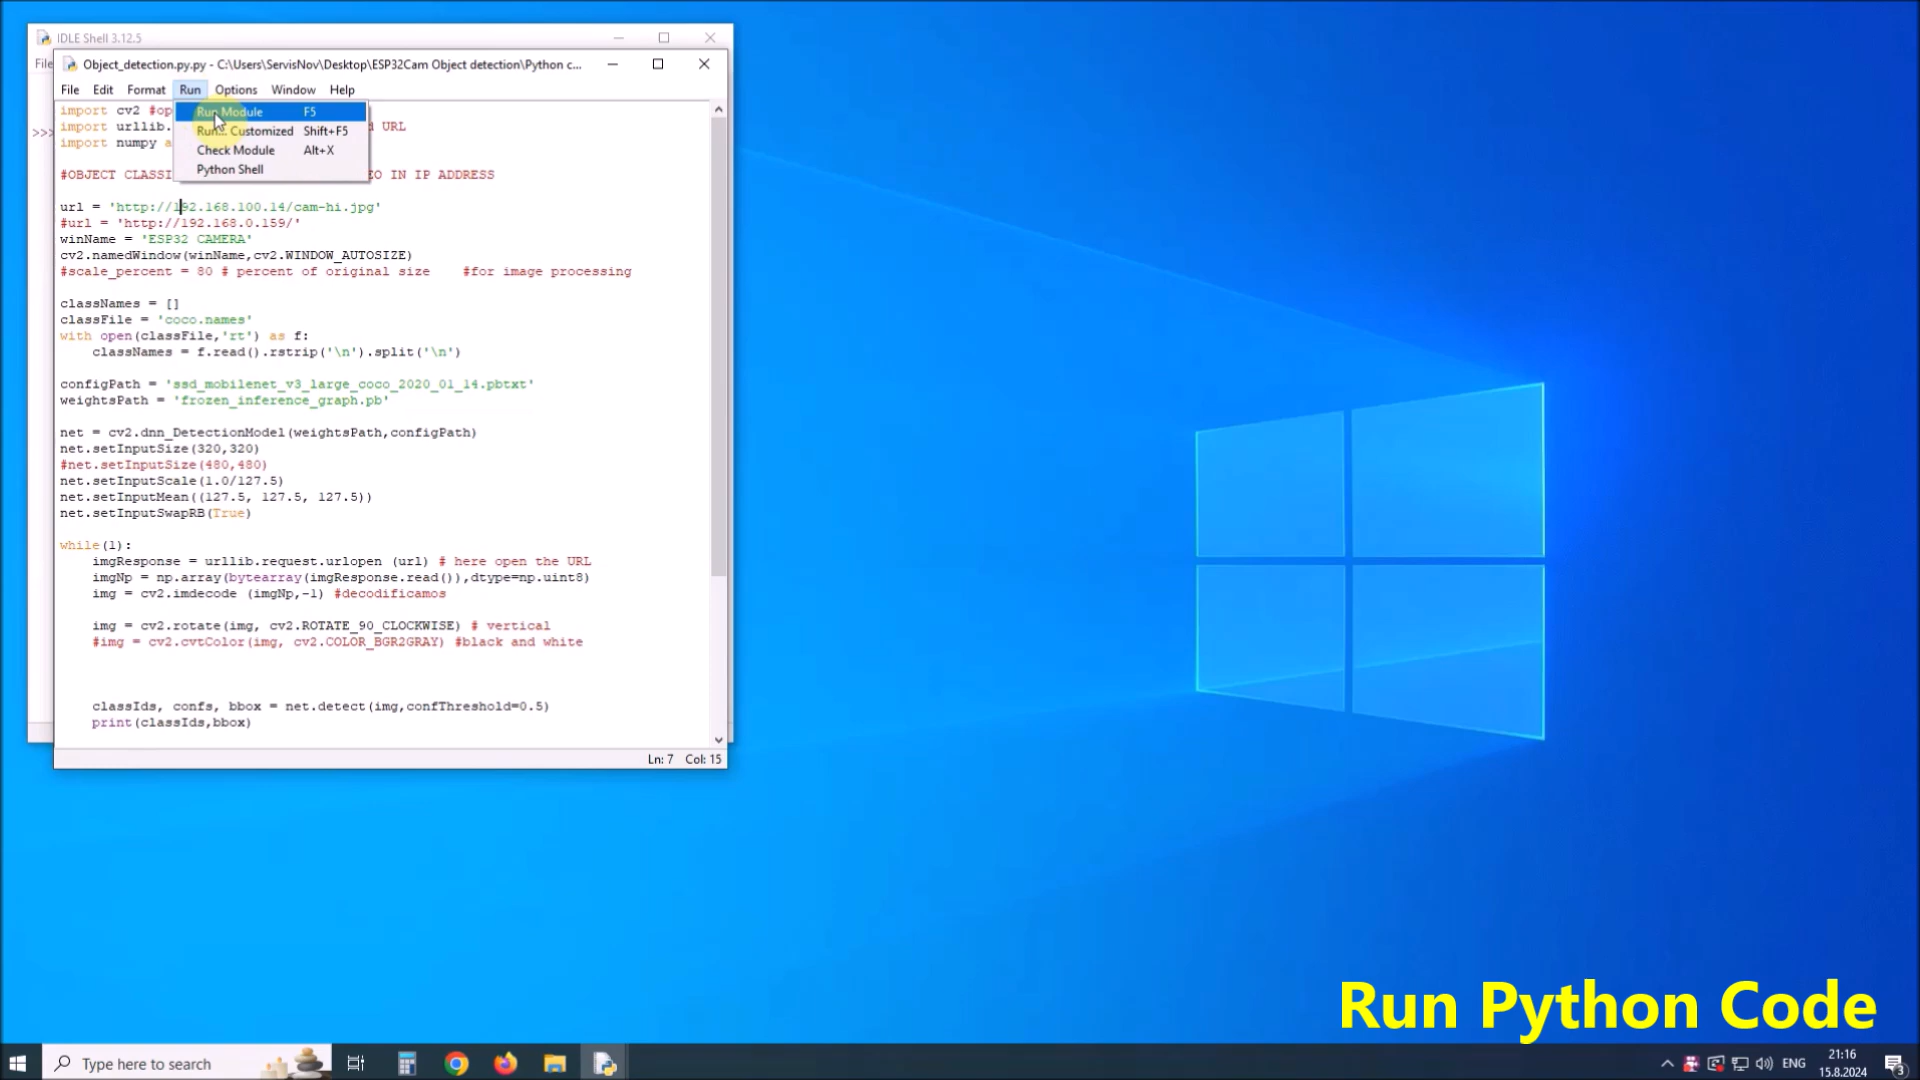 IDLE Shell 3.12.5
File
>>>
Object_detection.py.py - C:\Users\ServisNov\Desktop\ESP32Cam Object detection\Python c...
File Edit Format Run Options Window Help
Run Module F5
Run... Customized Shift+F5
Check Module Alt+X
Python Shell
import cv2 #op
import urllib. URL
import numpy a
#OBJECT CLASSI EO IN IP ADDRESS
url = 'http://192.168.100.14/cam-hi.jpg'
#url = 'http://192.168.0.159/'
winName = 'ESP32 CAMERA'
cv2.namedWindow(winName,cv2.WINDOW_AUTOSIZE)
#scale_percent = 80 # percent of original size #for image processing
classNames = []
classFile = 'coco.names'
with open(classFile,'rt') as f:
classNames = f.read().rstrip('\n').split('\n')
configPath = 'ssd_mobilenet_v3_large_coco_2020_01_14.pbtxt'
weightsPath = 'frozen_inference_graph.pb'
net = cv2.dnn_DetectionModel(weightsPath,configPath)
net.setInputSize(320,320)
#net.setInputSize(480,480)
net.setInputScale(1.0/127.5)
net.setInputMean((127.5, 127.5, 127.5))
net.setInputSwapRB(True)
while(1):
imgResponse = urllib.request.urlopen (url) # here open the URL
imgNp = np.array(bytearray(imgResponse.read()),dtype=np.uint8)
img = cv2.imdecode (imgNp,-1) #decodificamos
img = cv2.rotate(img, cv2.ROTATE_90_CLOCKWISE) # vertical
#img = cv2.cvtColor(img, cv2.COLOR_BGR2GRAY) #black and white
classIds, confs, bbox = net.detect(img,confThreshold=0.5)
print(classIds,bbox)
Ln: 7 Col: 15
Run Python Code
Type here to search
ENG
21:16
15.8.2024
3